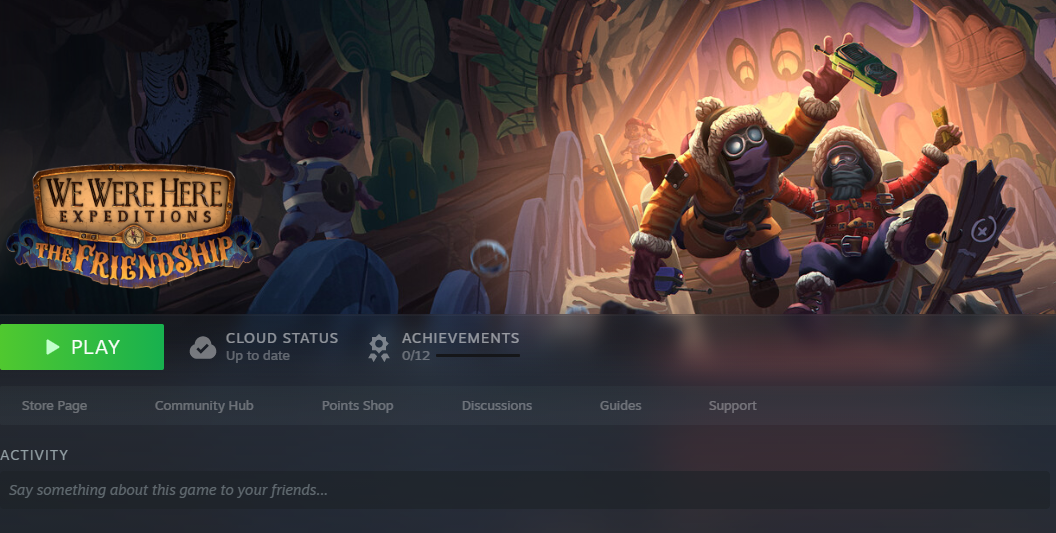 WE WERE HERE
EXPEDITIONS
THE FRIENDSHIP
PLAY
CLOUD STATUS
Up to date
ACHIEVEMENTS
0/12
Store Page
Community Hub
Points Shop
Discussions
Guides
Support
ACTIVITY
Say something about this game to your friends...